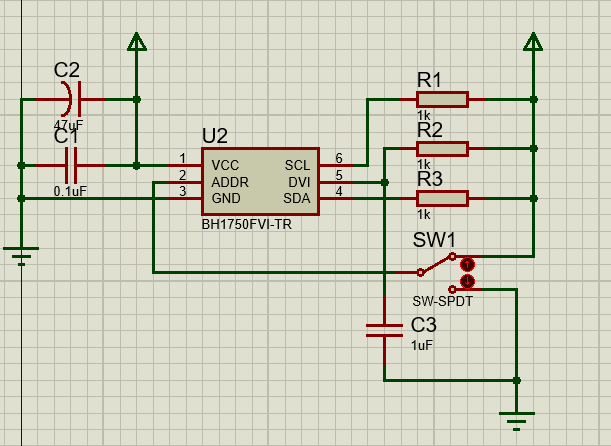 C2
47uF
C1
0.1uF
U2
1 VCC SCL 6
2 ADDR DVI 5
3 GND SDA 4
BH1750FVI-TR
R1
1k
R2
1k
R3
1k
SW1
SW-SPDT
C3
1uF